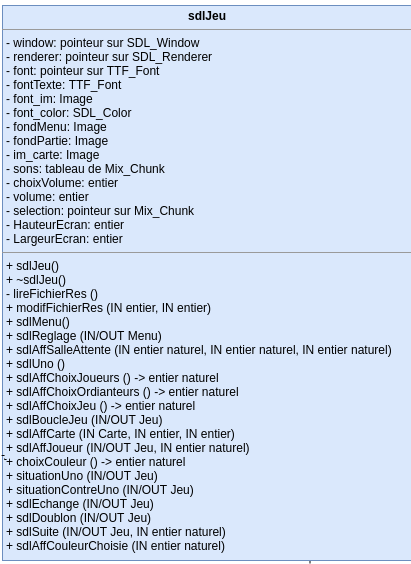 sdlJeu
- window: pointeur sur SDL_Window
- renderer: pointeur sur SDL_Renderer
- font: pointeur sur TTF_Font
- fontTexte: TTF_Font
- font_im: Image
- font_color: SDL_Color
- fondMenu: Image
- fondPartie: Image
- im_carte: Image
- sons: tableau de Mix_Chunk
- choixVolume: entier
- volume: entier
- selection: pointeur sur Mix_Chunk
- HauteurEcran: entier
- LargeurEcran: entier
+ sdlJeu()
+ ~sdlJeu()
- lireFichierRes ()
+ modifFichierRes (IN entier, IN entier)
+ sdlMenu()
+ sdlReglage (IN/OUT Menu)
+ sdlAffSalleAttente (IN entier naturel, IN entier naturel, IN entier naturel)
+ sdlUno ()
+ sdlAffChoixJoueurs () -> entier naturel
+ sdlAffChoixOrdianteurs () -> entier naturel
+ sdlAffChoixJeu () -> entier naturel
+ sdlBoucleJeu (IN/OUT Jeu)
+ sdlAffCarte (IN Carte, IN entier, IN entier)
+ sdlAffJoueur (IN/OUT Jeu, IN entier naturel)
+ choixCouleur () -> entier naturel
+ situationUno (IN/OUT Jeu)
+ situationContreUno (IN/OUT Jeu)
+ sdlEchange (IN/OUT Jeu)
+ sdlDoublon (IN/OUT Jeu)
+ sdlSuite (IN/OUT Jeu, IN entier naturel)
+ sdlAffCouleurChoisie (IN entier naturel)